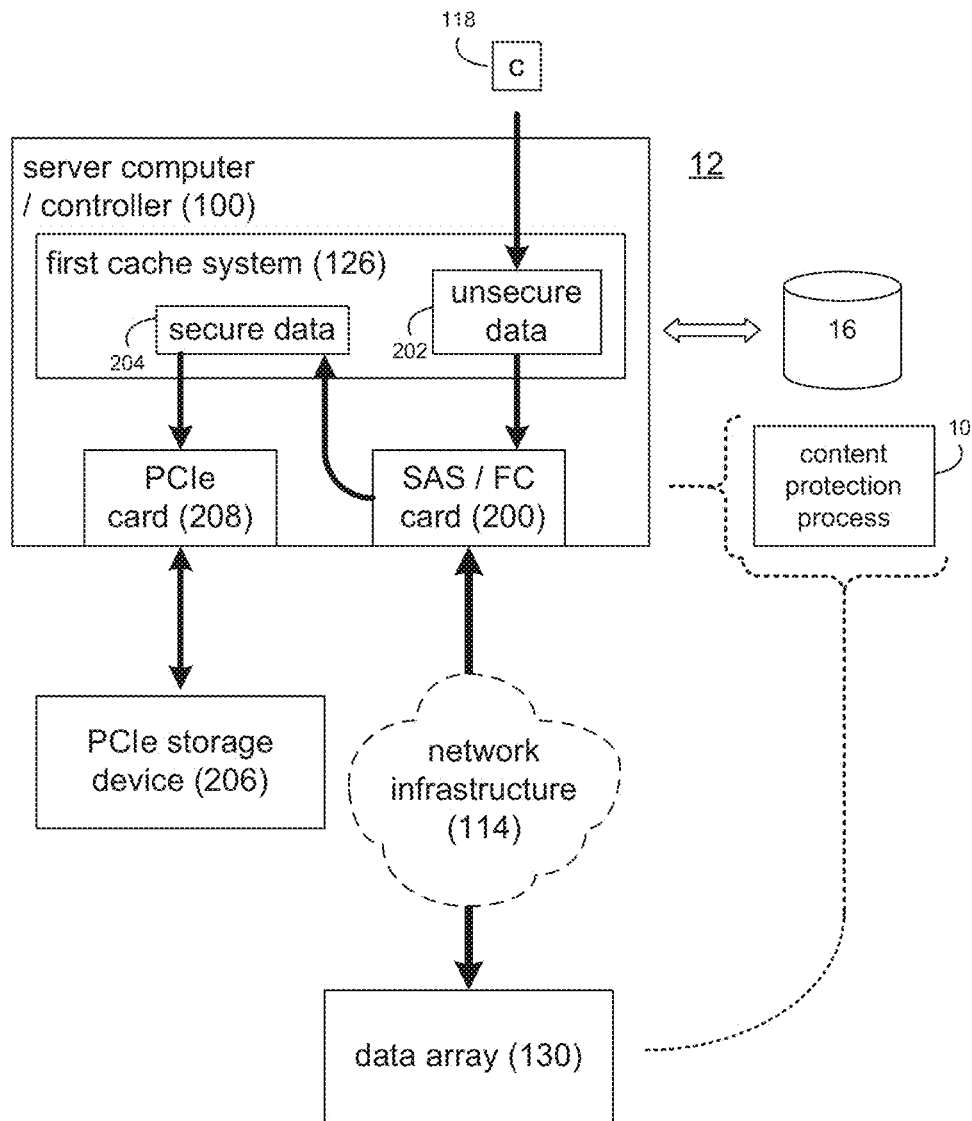 118
C
12
server computer
/ controller (100)
first cache system (126)
unsecure
data
secure data
204
202
16
10
content
protection
process
PCIe
card (208)
SAS / FC
card (200)
PCIe storage
device (206)
network
infrastructure
(114)
data array (130)